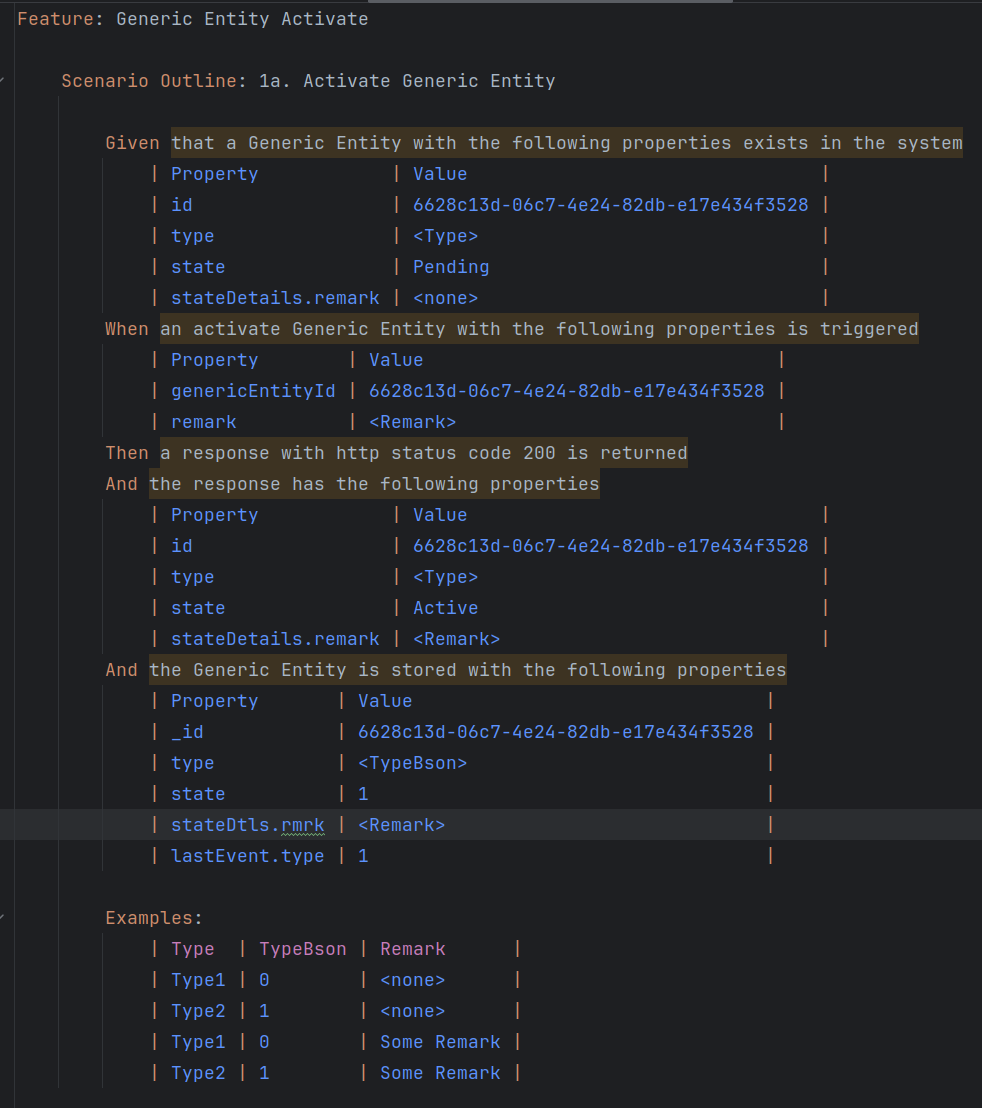 Feature: Generic Entity Activate
Scenario Outline: 1a. Activate Generic Entity
Given that a Generic Entity with the following properties exists in the system
| Property | Value |
| id | 6628c13d-06c7-4e24-82db-e17e434f3528 |
| type | <Type> |
| state | Pending |
| stateDetails.remark | <none> |
When an activate Generic Entity with the following properties is triggered
| Property | Value |
| genericEntityId | 6628c13d-06c7-4e24-82db-e17e434f3528 |
| remark | <Remark> |
Then a response with http status code 200 is returned
And the response has the following properties
| Property | Value |
| id | 6628c13d-06c7-4e24-82db-e17e434f3528 |
| type | <Type> |
| state | Active |
| stateDetails.remark | <Remark> |
And the Generic Entity is stored with the following properties
| Property | Value |
| _id | 6628c13d-06c7-4e24-82db-e17e434f3528 |
| type | <TypeBson> |
| state | 1 |
| stateDtls.rmrk | <Remark> |
| lastEvent.type | 1 |
Examples:
| Type | TypeBson | Remark |
| Type1 | 0 | <none> |
| Type2 | 1 | <none> |
| Type1 | 0 | Some Remark |
| Type2 | 1 | Some Remark |